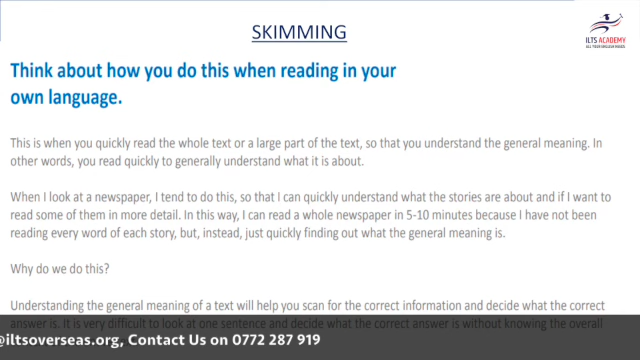 SKIMMING
ILTS ACADEMY
ALL YOUR ENGLISH NEEDS
Think about how you do this when reading in your
own language.
This is when you quickly read the whole text or a large part of the text, so that you understand the general meaning. In
other words, you read quickly to generally understand what it is about.
When I look at a newspaper, I tend to do this, so that I can quickly understand what the stories are about and if I want to
read some of them in more detail. In this way, I can read a whole newspaper in 5-10 minutes because I have not been
reading every word of each story, but, instead, just quickly finding out what the general meaning is.
Why do we do this?
Understanding the general meaning of a text will help you scan for the correct information and decide what the correct
answer is. It is very difficult to look at one sentence and decide what the correct answer is without knowing the overall
@iltsoverseas.org, Contact Us on 0772 287 919